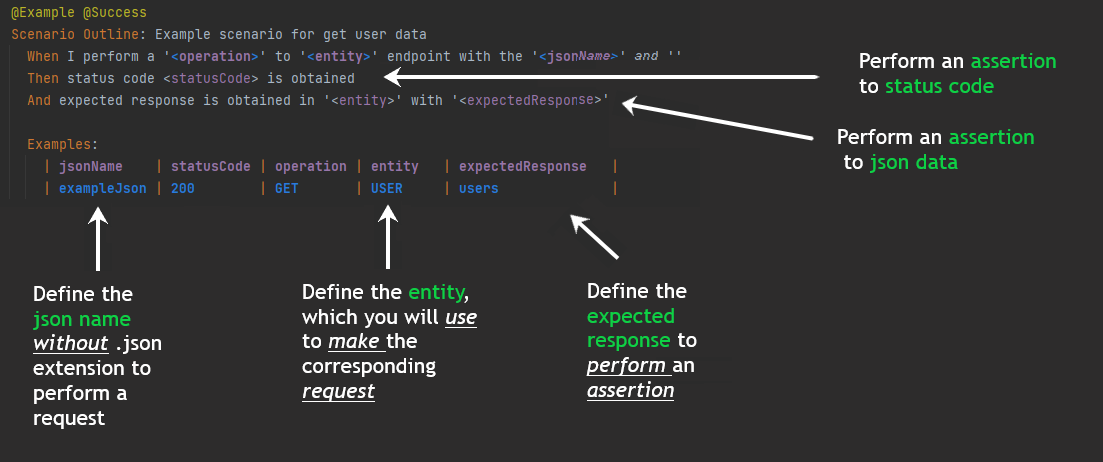 @Example @Success
Scenario Outline: Example scenario for get user data
When I perform a '<operation>' to '<entity>' endpoint with the '<jsonName>' and ''
Then status code <statusCode> is obtained
And expected response is obtained in '<entity>' with '<expectedResponse>'
Examples:
| jsonName | statusCode | operation | entity | expectedResponse |
| exampleJson | 200 | GET | USER | users |
Perform an assertion
to status code
Perform an assertion
to json data
Define the
json name
without .json
extension to
perform a
request
Define the entity,
which you will use
to make the
corresponding
request
Define the
expected
response to
perform an
assertion